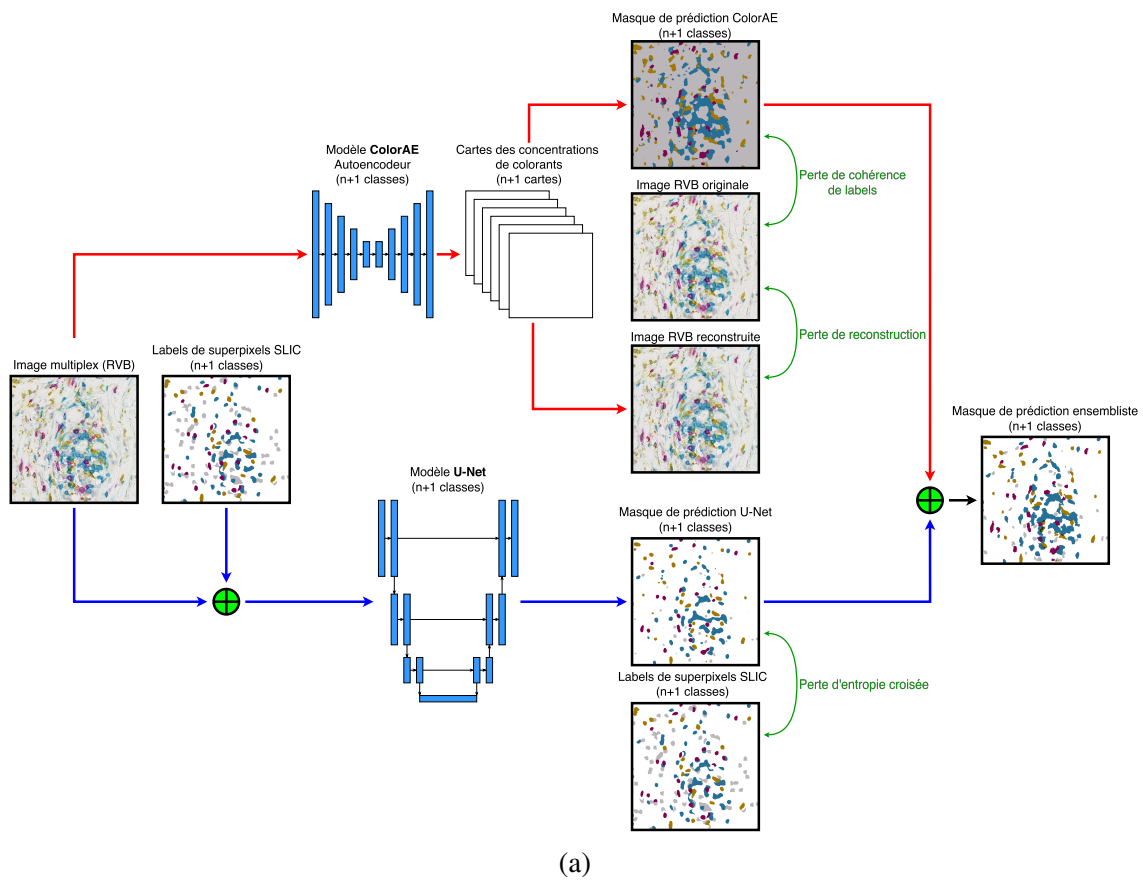 Masque de prédiction ColorAE
(n+1 classes)
Modèle ColorAE
Autoencodeur
(n+1 classes)
Cartes des concentrations
de colorants
(n+1 cartes)
Perte de cohérence
de labels
Image RVB originale
Perte de reconstruction
Image RVB reconstruite
Image multiplex (RVB)
Labels de superpixels SLIC
(n+1 classes)
Masque de prédiction ensembliste
(n+1 classes)
Modèle U-Net
(n+1 classes)
Masque de prédiction U-Net
(n+1 classes)
Labels de superpixels SLIC
(n+1 classes)
Perte d'entropie croisée
(a)